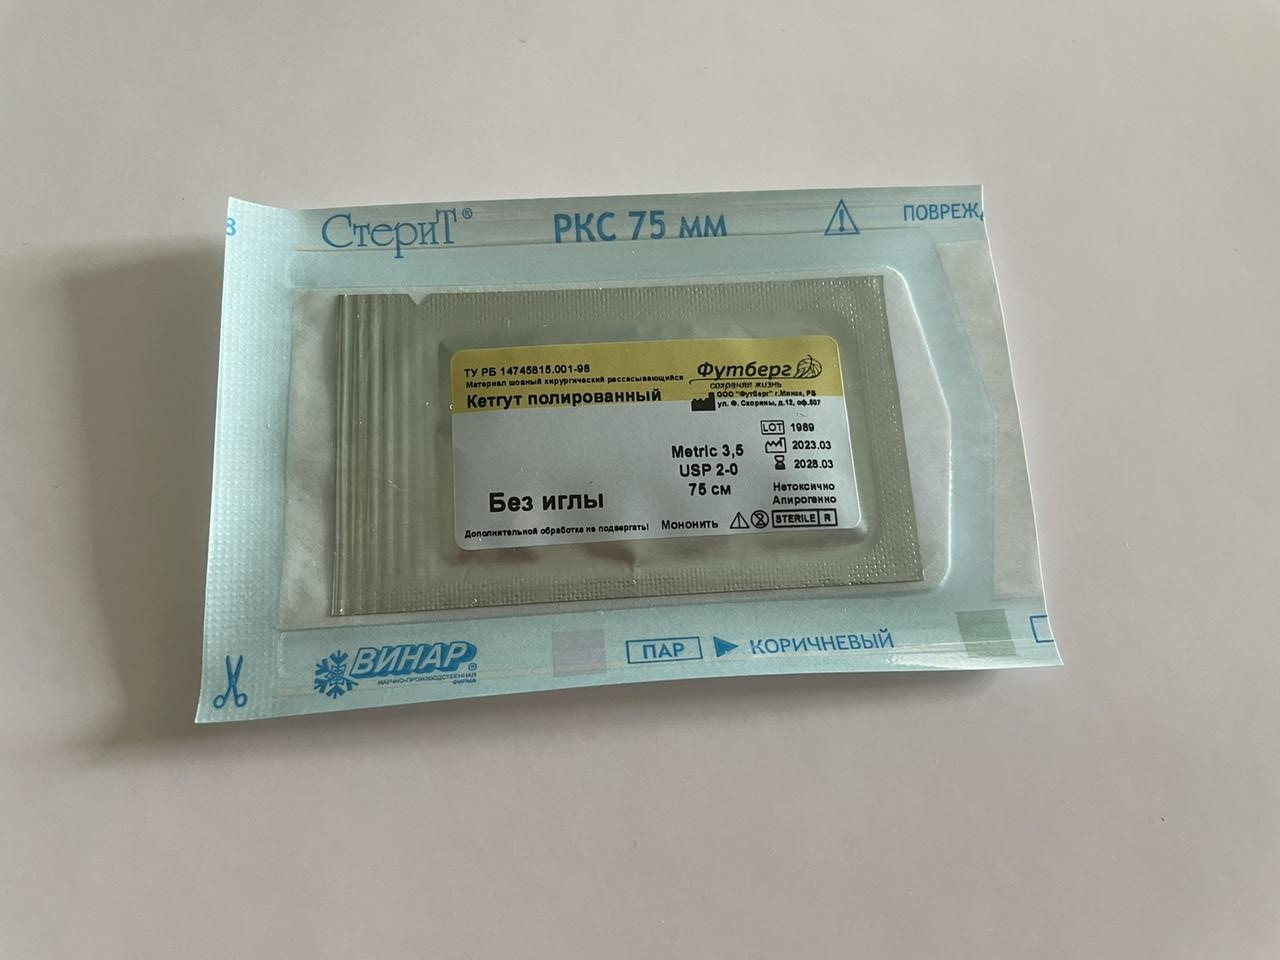 8
СтериТ® РКС 75 мм ПОВРЕЖ
ТУ РБ 14745815.001-98
Материал шовный хирургический рассасывающийся
Кетгут полированный
Футберг
сохраняя жизнь
ООО "Футберг" г.Минск, РБ
ул. Ф. Скорины, д.12, оф.507
LOT 1989
2023.03
2028.03
Metric 3,5
USP 2-0
75 см
Нетоксично
Апирогенно
Без иглы
Дополнительной обработке не подвергать!
Мононить
2
STERILE R
ВИНАР®
НАУЧНО-ПРОИЗВОДСТВЕННАЯ
ФИРМА
ПАР КОРИЧНЕВЫЙ